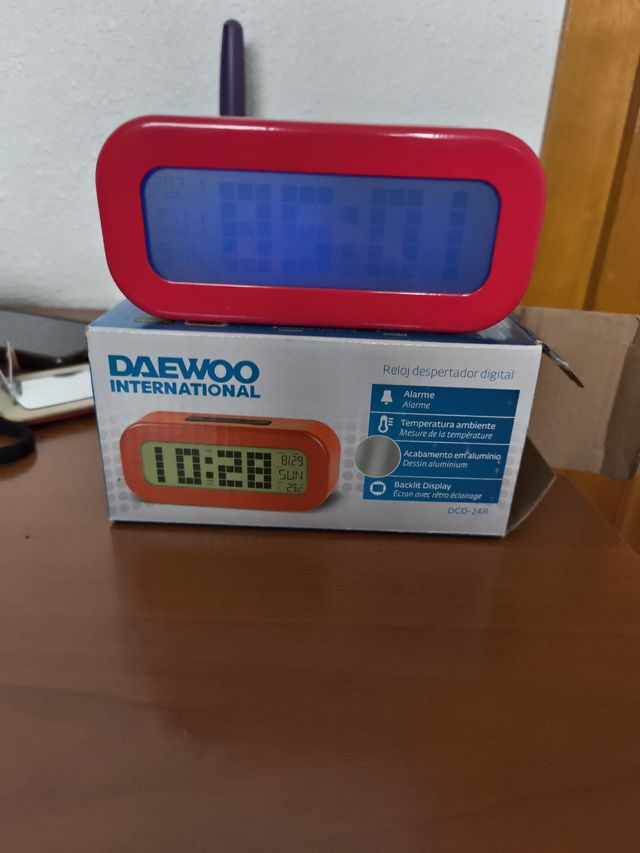 DAEWOO
INTERNATIONAL
Reloj despertador digital
Alarme
Alarme
Temperatura ambiente
Mesure de la température
Acabamento em alumínio
Dessin aluminium
Backlit Display
Écran avec rétro éclairage
DCD-24R
10:28
8/29
SUN